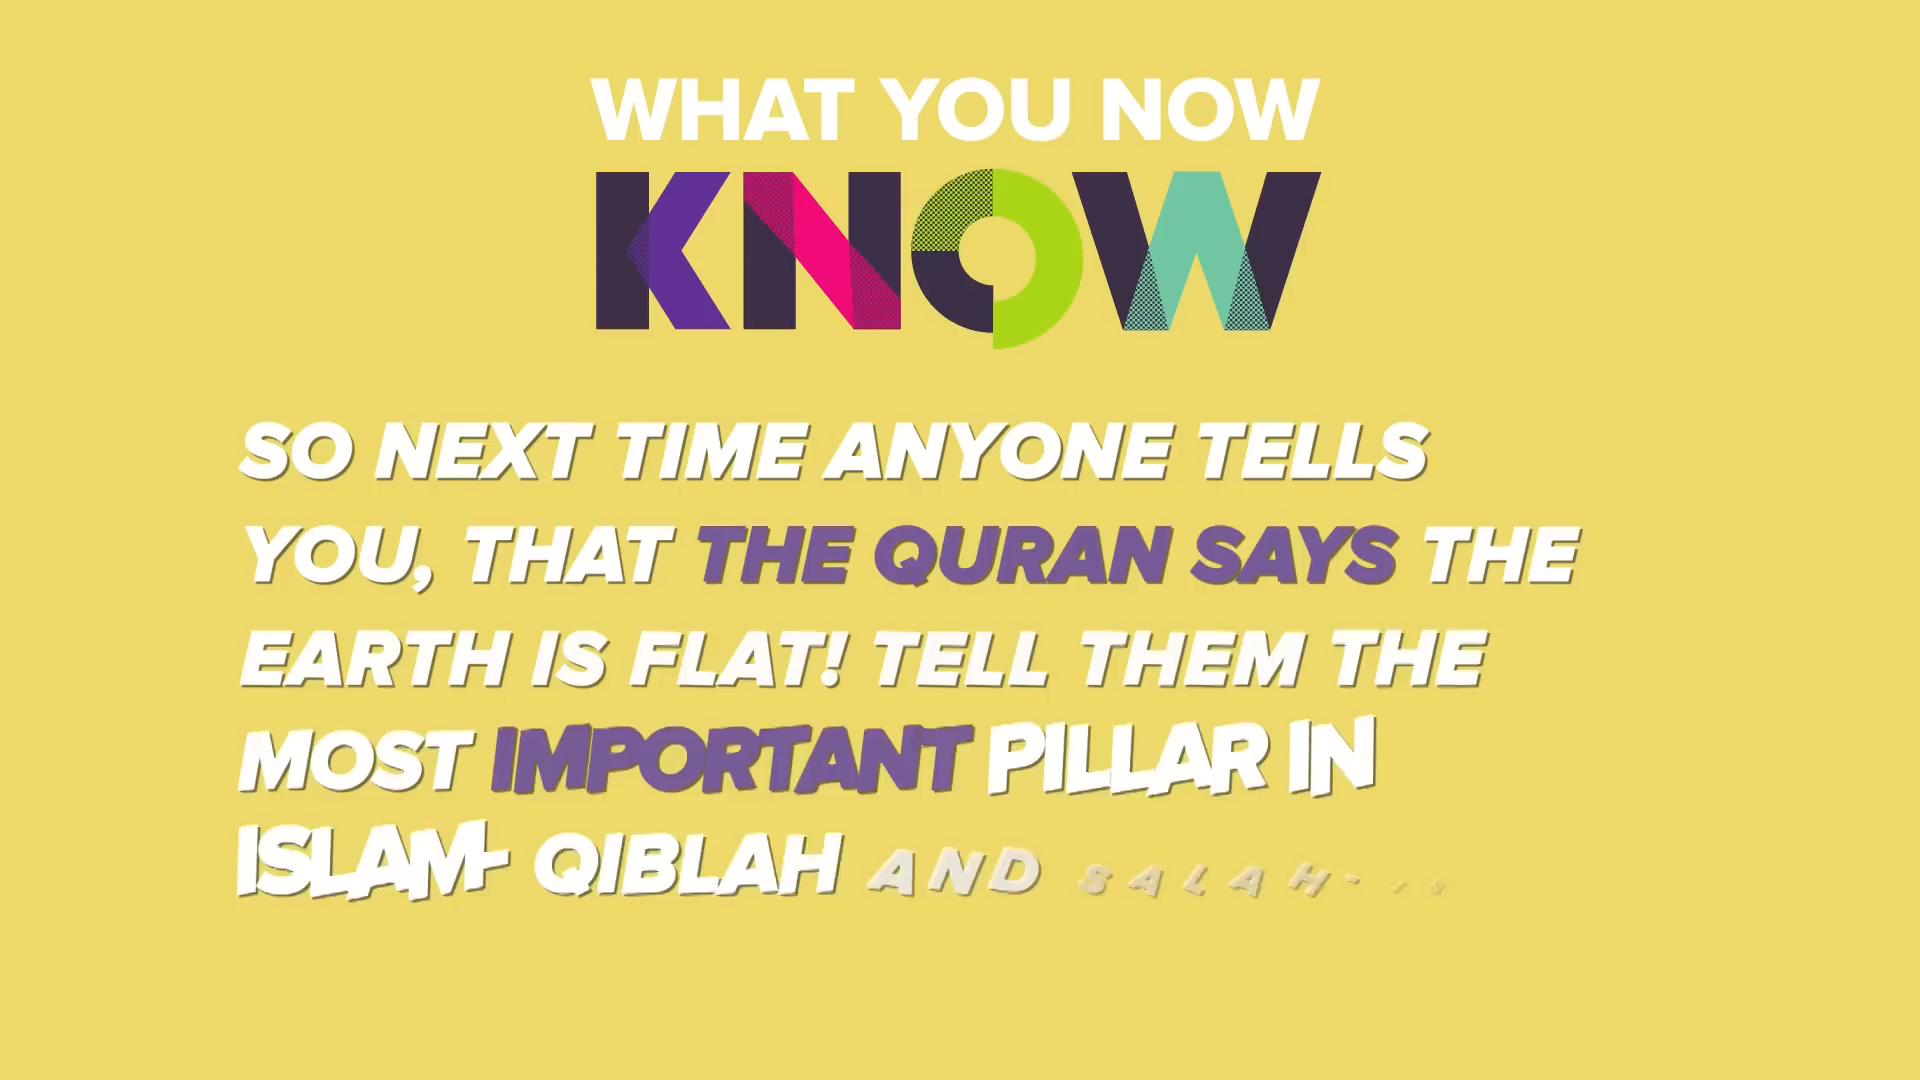 WHAT YOU NOW
KNOW
SO NEXT TIME ANYONE TELLS
YOU, THAT THE QURAN SAYS THE
EARTH IS FLAT! TELL THEM THE
MOST IMPORTANT PILLAR IN
ISLAM- QIBLAH AND SALAH-